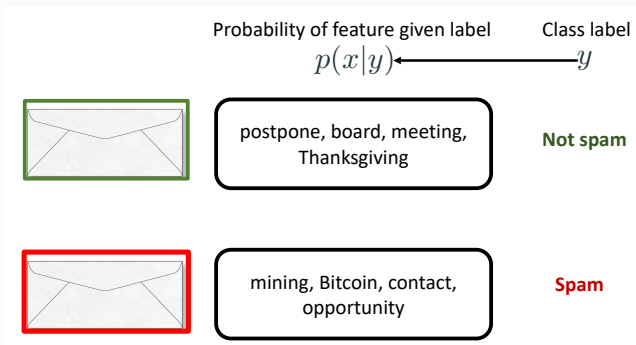 Probability of feature given label Class label
p(x|y) y
postpone, board, meeting,
Thanksgiving
Not spam
mining, Bitcoin, contact,
opportunity
Spam